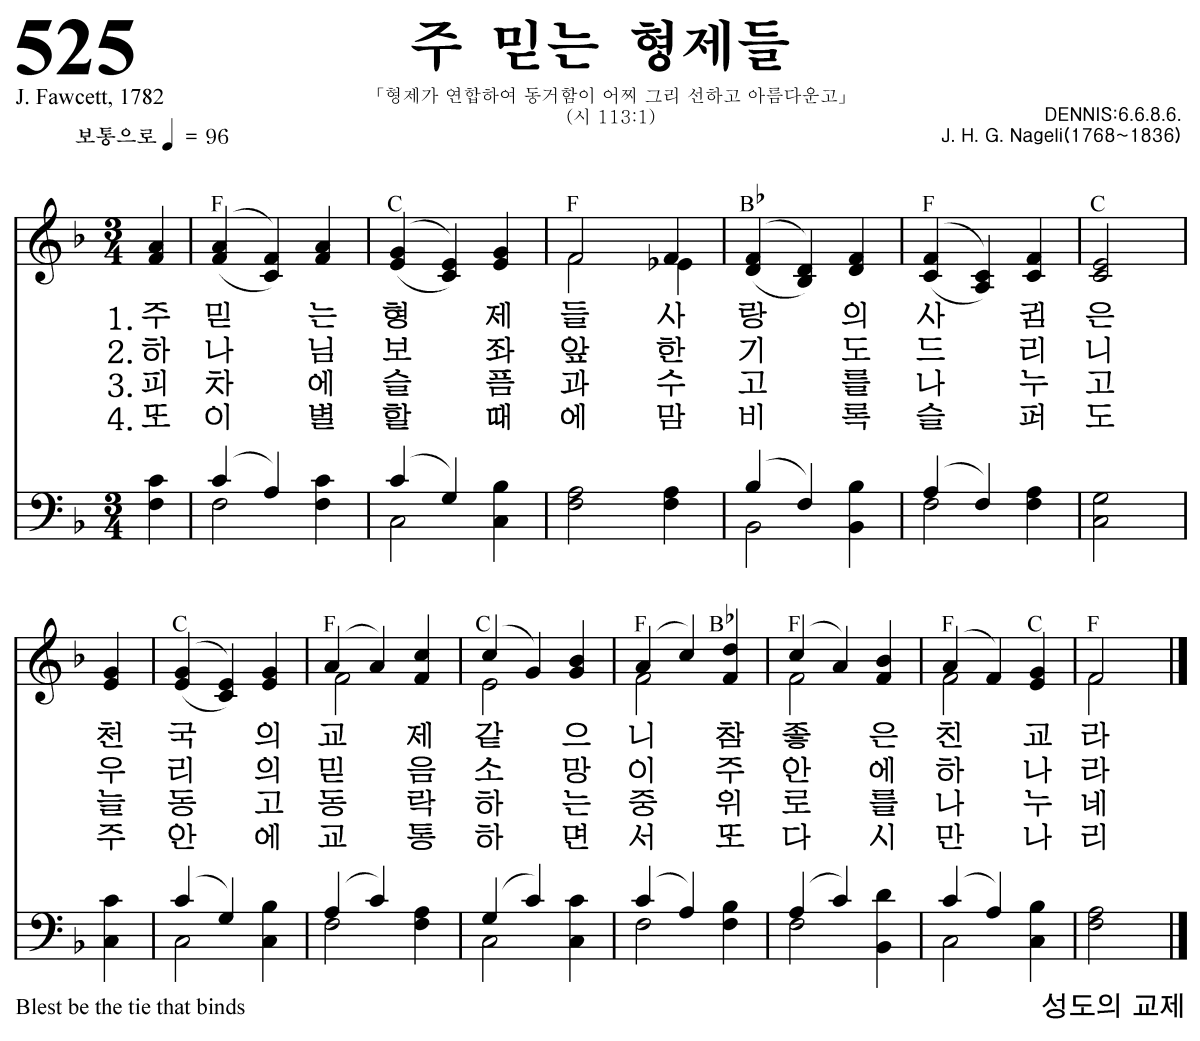 525
주 믿는 형제들
J. Fawcett, 1782
「형제가 연합하여 동거함이 어찌 그리 선하고 아름다운고」
(시 113:1)
보통으로 ♩ = 96
DENNIS:6.6.8.6.
J. H. G. Nageli(1768~1836)
F C F B♭ F C
1. 주 믿 는 형 제 들 사 랑 의 사 귐 은
2. 하 나 님 보 좌 앞 한 기 도 드 리 니
3. 피 차 에 슬 픔 과 수 고 를 나 누 고
4. 또 이 별 할 때 에 맘 비 록 슬 퍼 도
C F C F B♭ F F C F
천 국 의 교 제 같 으 니 참 좋 은 친 교 라
우 리 의 믿 음 소 망 이 주 안 에 하 나 라
늘 동 고 동 락 하 는 중 위 로 를 나 누 네
주 안 에 교 통 하 면 서 또 다 시 만 나 리
Blest be the tie that binds
성도의 교제